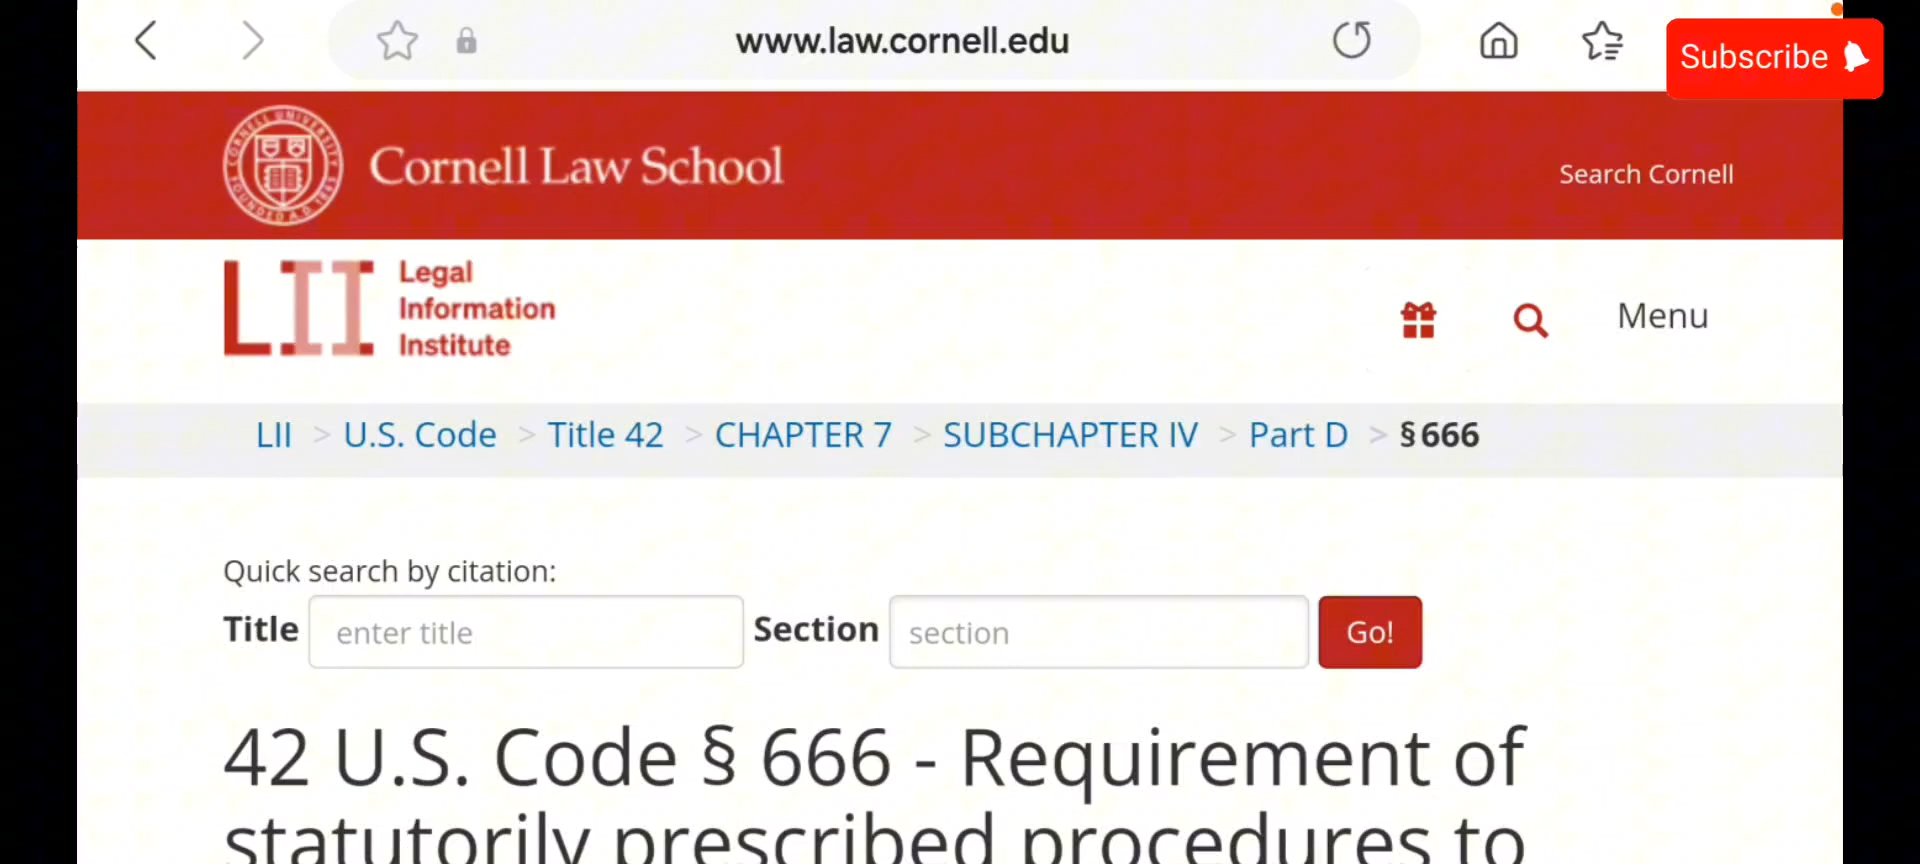 www.law.cornell.edu
Subscribe
Cornell Law School
Search Cornell
LII Legal
Information
Institute
Menu
LII > U.S. Code > Title 42 > CHAPTER 7 > SUBCHAPTER IV > Part D > § 666
Quick search by citation:
Title enter title Section section Go!
42 U.S. Code § 666 - Requirement of
statutorily prescribed procedures to